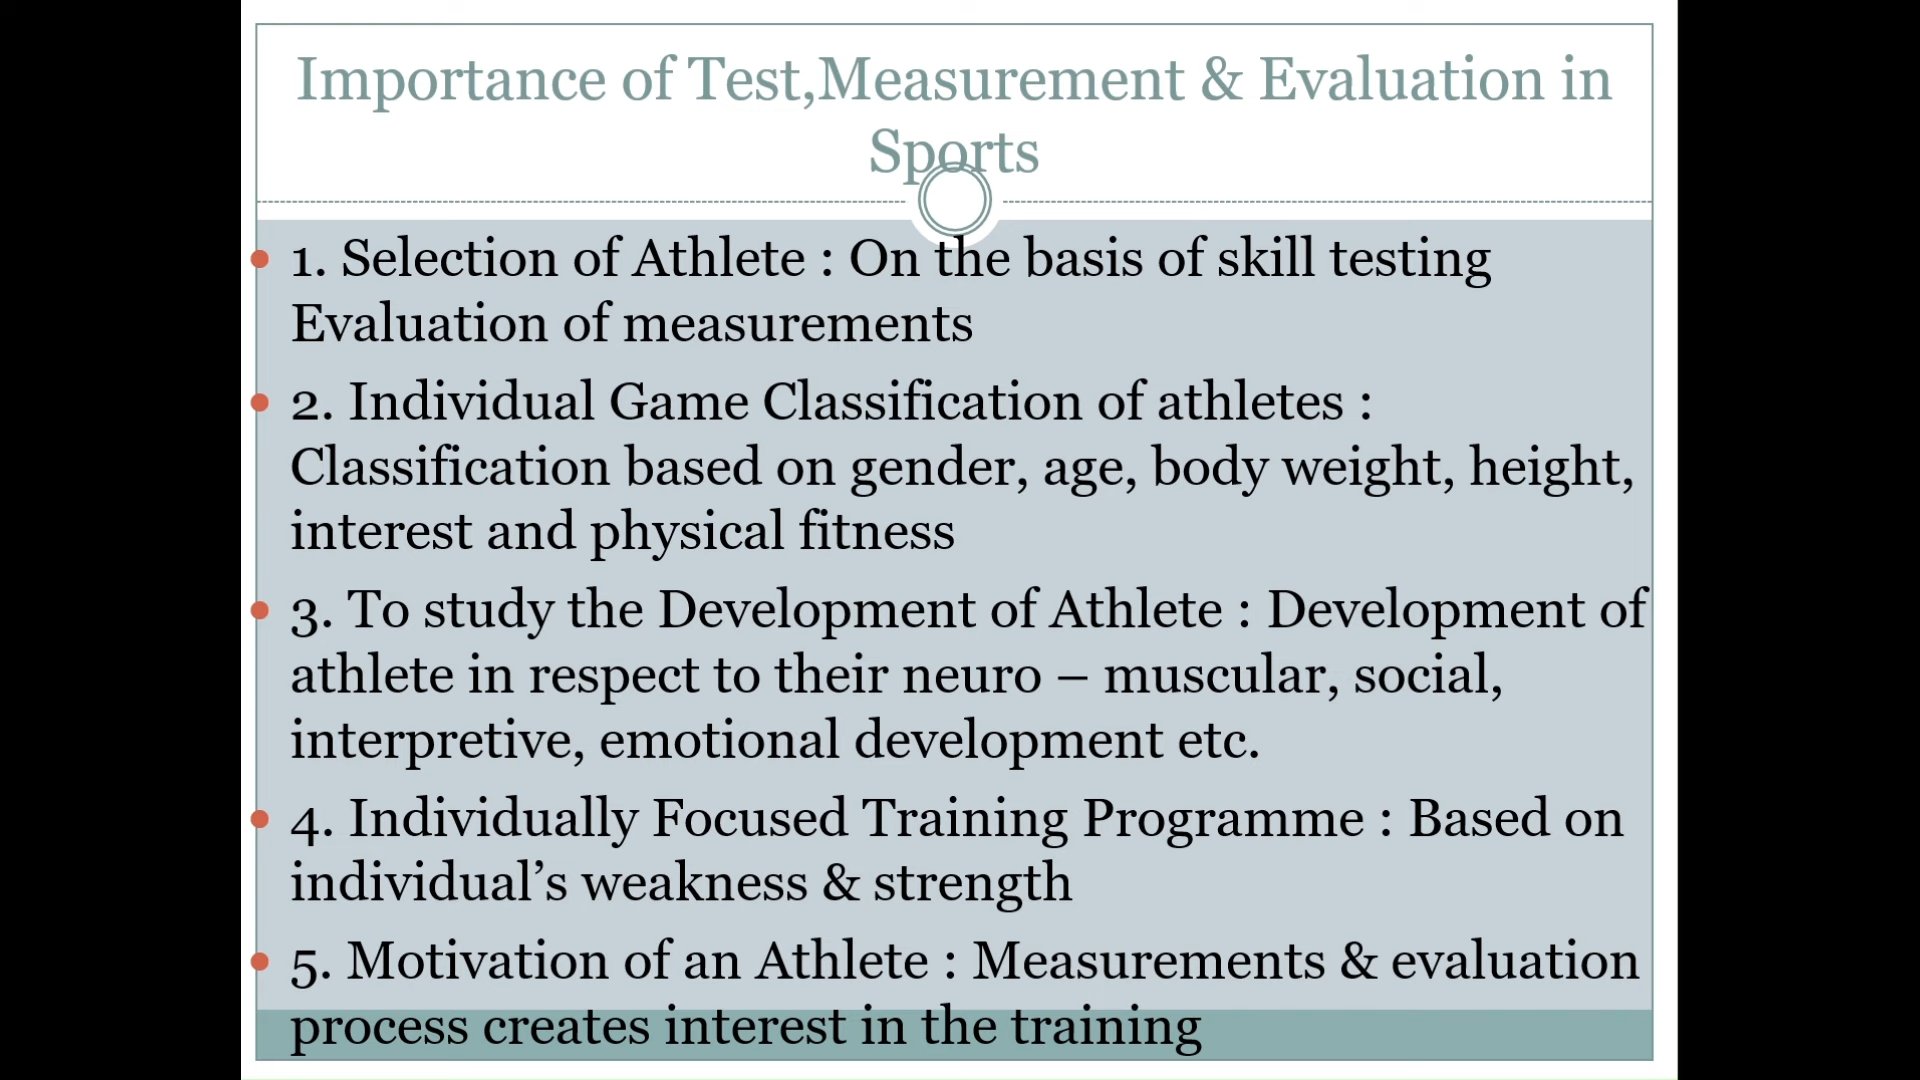 Importance of Test,Measurement & Evaluation in
Sports
1. Selection of Athlete : On the basis of skill testing
Evaluation of measurements
2. Individual Game Classification of athletes :
Classification based on gender, age, body weight, height,
interest and physical fitness
3. To study the Development of Athlete : Development of
athlete in respect to their neuro – muscular, social,
interpretive, emotional development etc.
4. Individually Focused Training Programme : Based on
individual’s weakness & strength
5. Motivation of an Athlete : Measurements & evaluation
process creates interest in the training